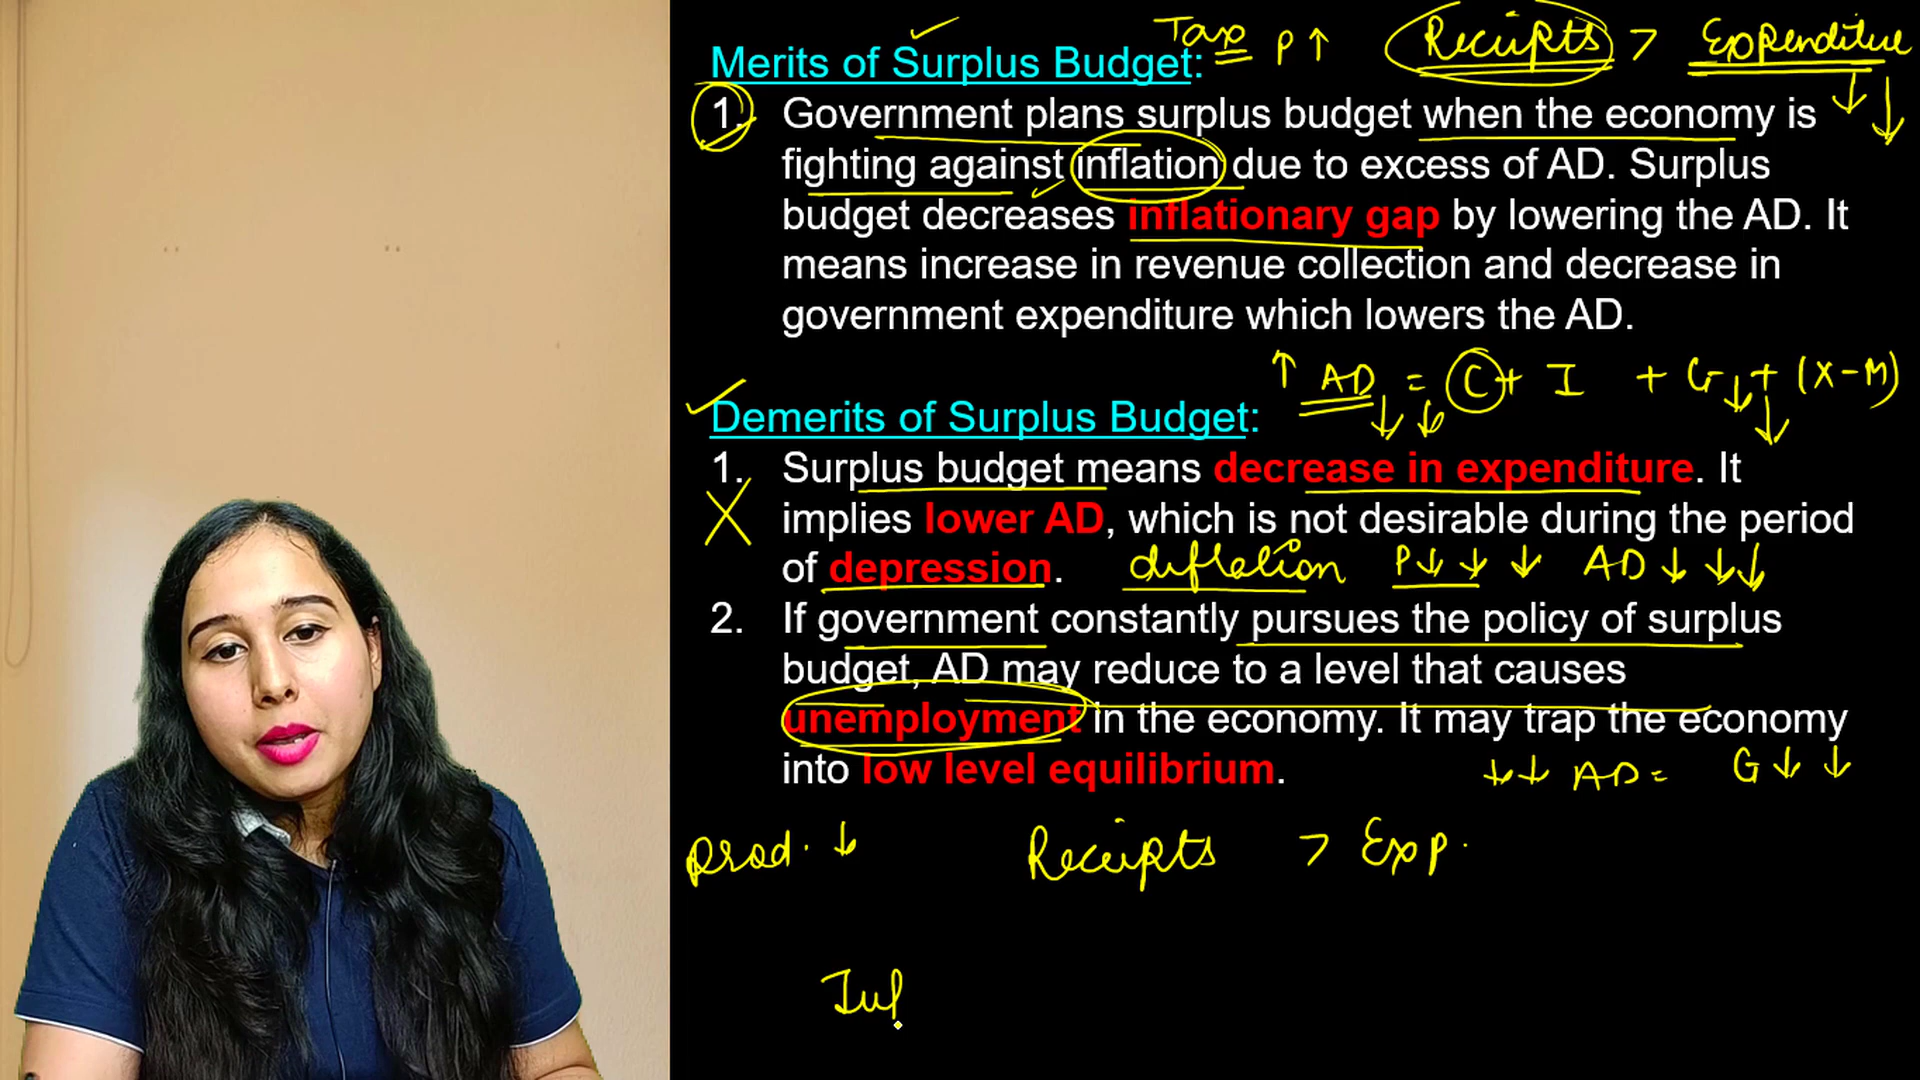 Tax P ↑ Receipts > Expenditure ↓ ↓
Merits of Surplus Budget:
1. Government plans surplus budget when the economy is
fighting against inflation due to excess of AD. Surplus
budget decreases inflationary gap by lowering the AD. It
means increase in revenue collection and decrease in
government expenditure which lowers the AD.
↑ AD = C + I + G ↓ + (X-M)
↓ ↓ ↓
Demerits of Surplus Budget:
1. Surplus budget means decrease in expenditure. It
implies lower AD, which is not desirable during the period
of depression. deflation P↓ ↓ ↓ AD ↓ ↓ ↓
2. If government constantly pursues the policy of surplus
budget, AD may reduce to a level that causes
unemployment in the economy. It may trap the economy
into low level equilibrium. ↓↓ AD = G ↓ ↓
prod. ↓ Receipts > Exp.
Inf